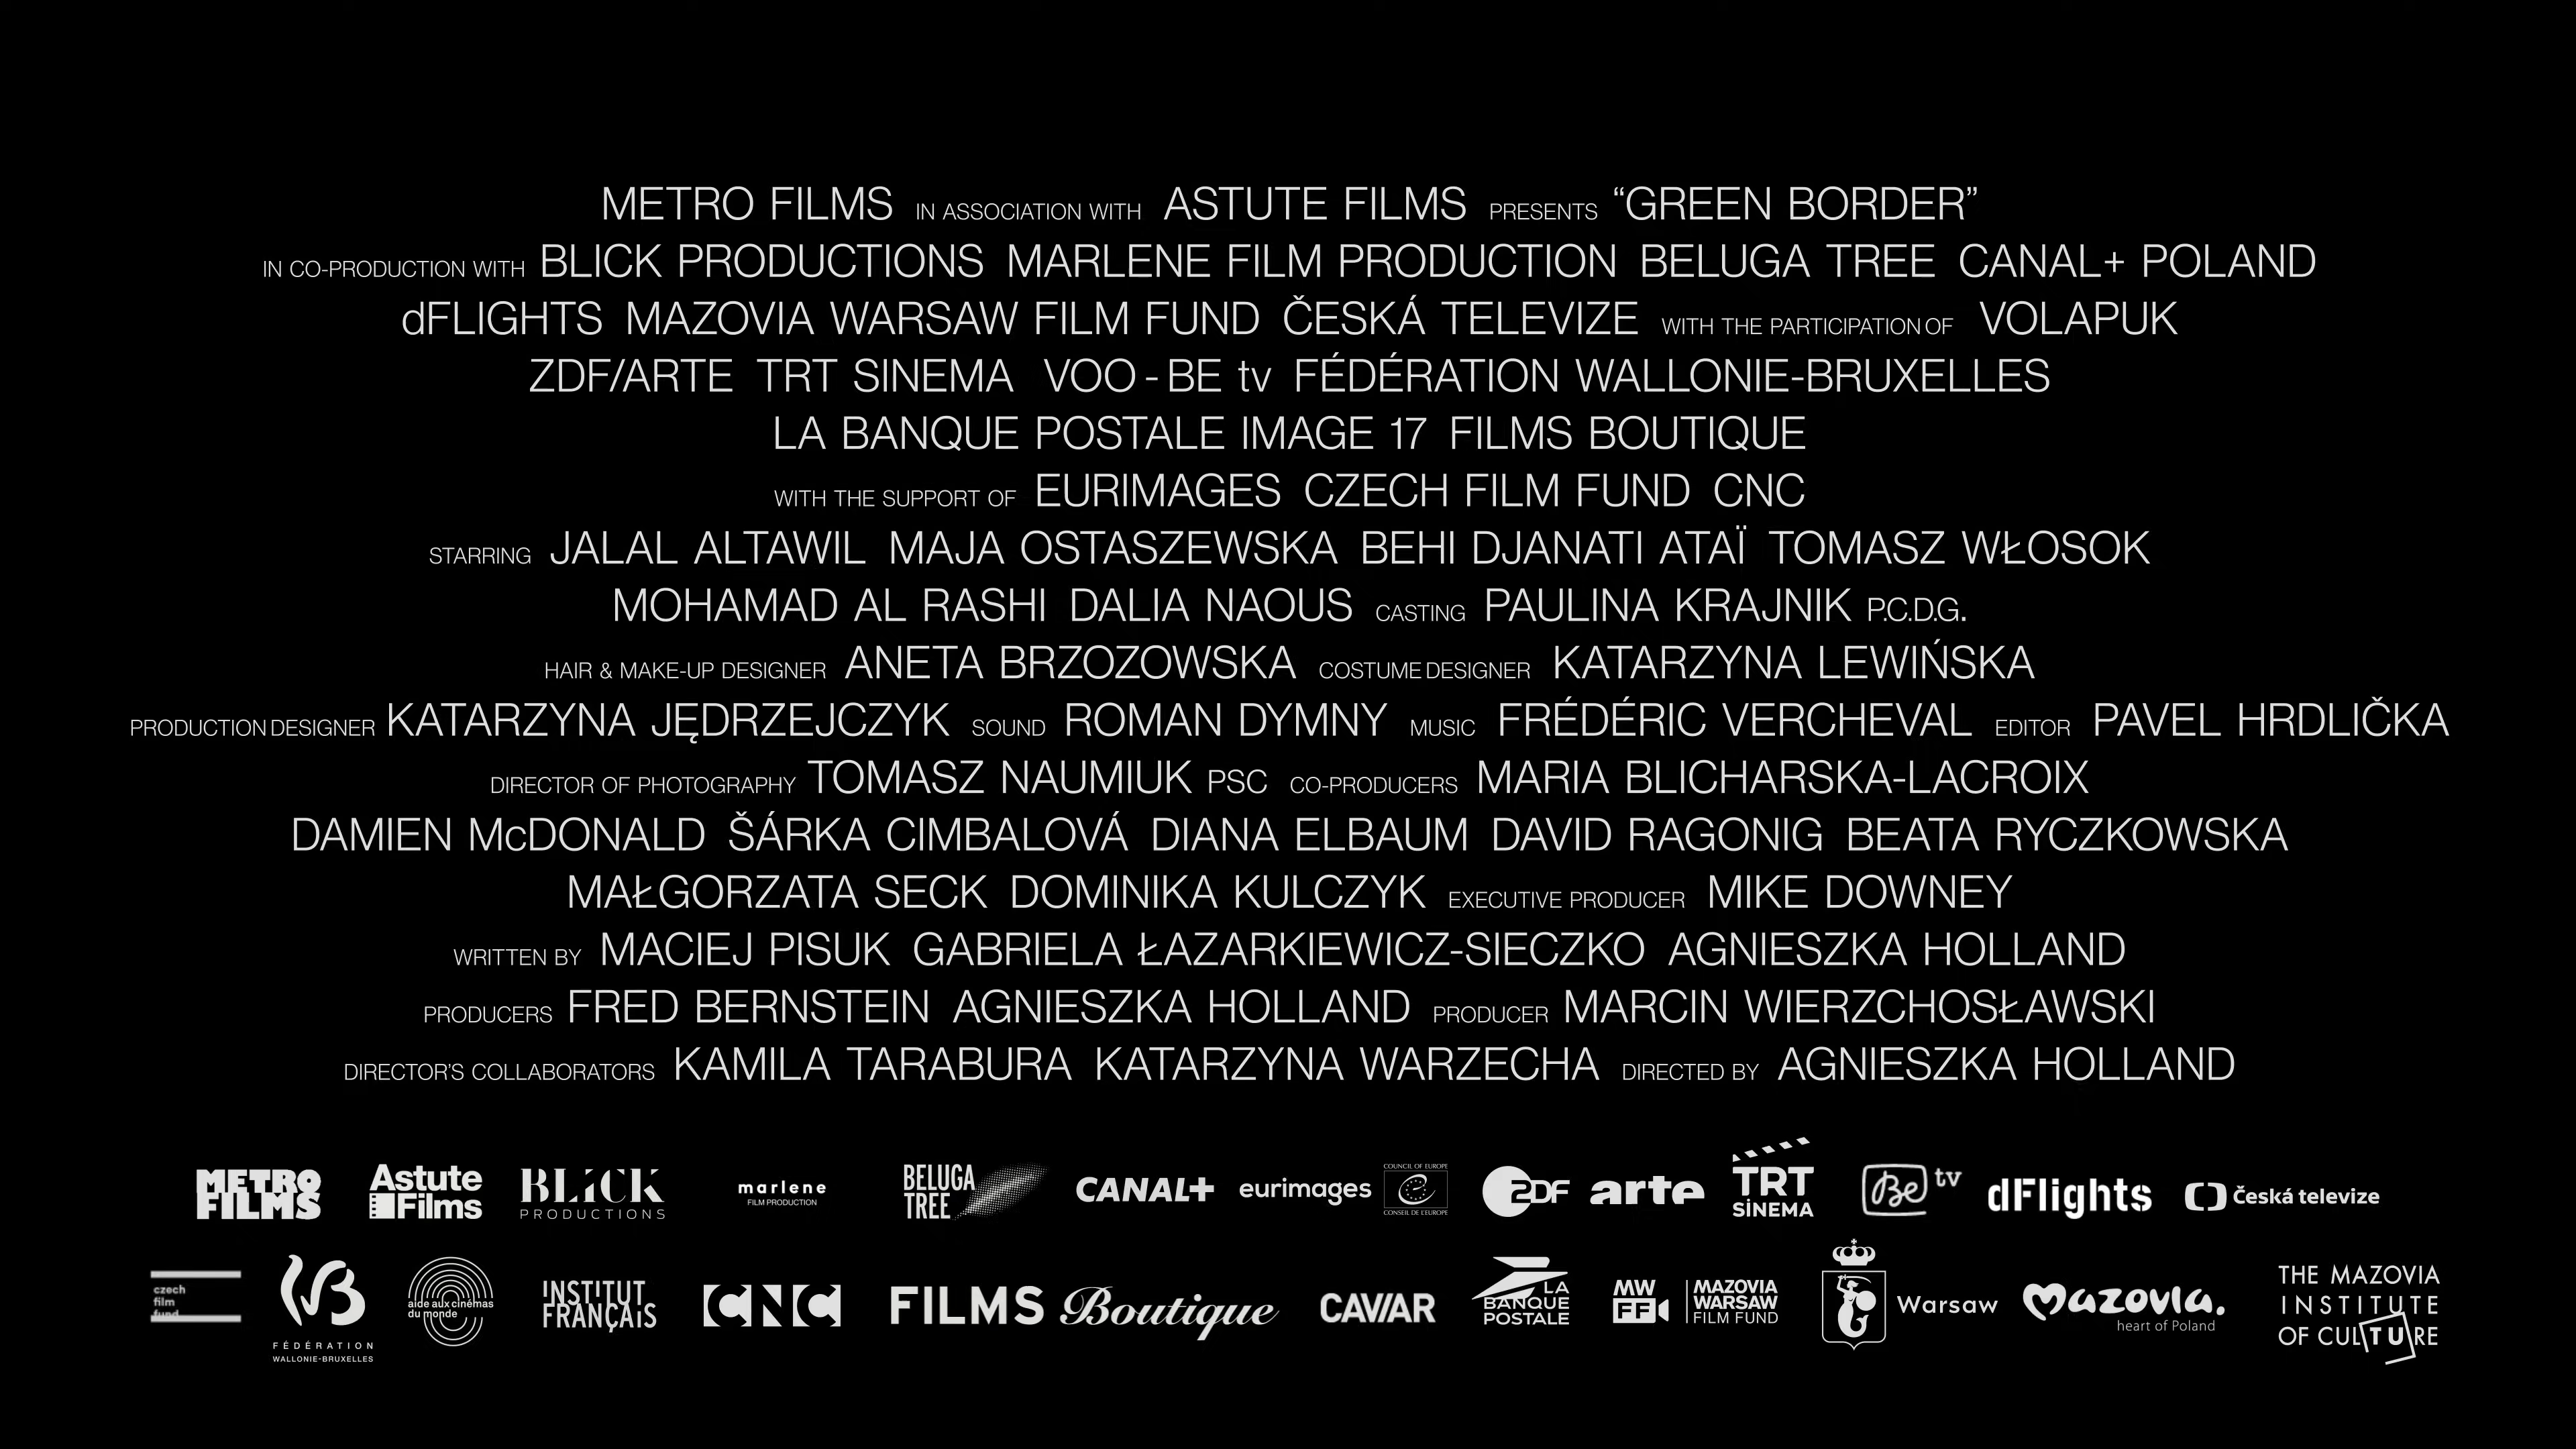 METRO FILMS IN ASSOCIATION WITH ASTUTE FILMS PRESENTS “GREEN BORDER”
IN CO-PRODUCTION WITH BLICK PRODUCTIONS MARLENE FILM PRODUCTION BELUGA TREE CANAL+ POLAND
dFLIGHTS MAZOVIA WARSAW FILM FUND ČESKÁ TELEVIZE WITH THE PARTICIPATION OF VOLAPUK
ZDF/ARTE TRT SINEMA VOO - BE tv FÉDÉRATION WALLONIE-BRUXELLES
LA BANQUE POSTALE IMAGE 17 FILMS BOUTIQUE
WITH THE SUPPORT OF EURIMAGES CZECH FILM FUND CNC
STARRING JALAL ALTAWIL MAJA OSTASZEWSKA BEHI DJANATI ATAÏ TOMASZ WŁOSOK
MOHAMAD AL RASHI DALIA NAOUS CASTING PAULINA KRAJNIK P.C.D.G.
HAIR & MAKE-UP DESIGNER ANETA BRZOZOWSKA COSTUME DESIGNER KATARZYNA LEWIŃSKA
PRODUCTION DESIGNER KATARZYNA JĘDRZEJCZYK SOUND ROMAN DYMNY MUSIC FRÉDÉRIC VERCHEVAL EDITOR PAVEL HRDLIČKA
DIRECTOR OF PHOTOGRAPHY TOMASZ NAUMIUK PSC CO-PRODUCERS MARIA BLICHARSKA-LACROIX
DAMIEN McDONALD ŠÁRKA CIMBALOVÁ DIANA ELBAUM DAVID RAGONIG BEATA RYCZKOWSKA
MAŁGORZATA SECK DOMINIKA KULCZYK EXECUTIVE PRODUCER MIKE DOWNEY
WRITTEN BY MACIEJ PISUK GABRIELA ŁAZARKIEWICZ-SIECZKO AGNIESZKA HOLLAND
PRODUCERS FRED BERNSTEIN AGNIESZKA HOLLAND PRODUCER MARCIN WIERZCHOSŁAWSKI
DIRECTOR’S COLLABORATORS KAMILA TARABURA KATARZYNA WARZECHA DIRECTED BY AGNIESZKA HOLLAND
METRO
FILMS
Astute
Films
BLiCK
PRODUCTIONS
marlene
FILM PRODUCTION
BELUGA
TREE
CANAL+
eurimages
COUNCIL OF EUROPE
CONSEIL DE L'EUROPE
ZDF
arte
TRT
SİNEMA
Be tv
dFlights
Česká televize
czech
film
fund
FÉDÉRATION
WALLONIE-BRUXELLES
aide aux cinémas
du monde
INSTITUT
FRANÇAIS
CNC
FILMS Boutique
CAVIAR
LA
BANQUE
POSTALE
MW
FF
MAZOVIA
WARSAW
FILM FUND
Warsaw
Mazovia.
heart of Poland
THE MAZOVIA
INSTITUTE
OF CULTURE